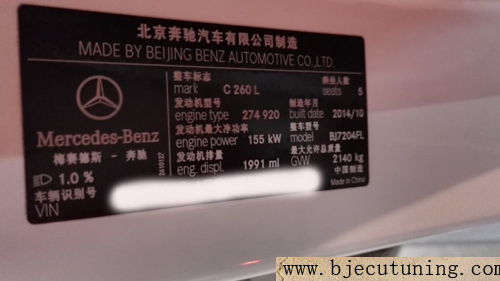 北京奔驰汽车有限公司制造
MADE BY BEIJING BENZ AUTOMOTIVE CO.,LTD.
整车标志 乘坐人数
mark C 260 L seats 5
发动机型号 制造年月
engine type 274 920 built date 2014/10
发动机最大净功率 整车型号
engine power 155 kW model BJ7204FL
发动机排量 最大允许总质量
eng. displ. 1991 ml GVW 2140 kg
中国制造
Made in China
Mercedes-Benz
梅赛德斯 - 奔驰
1.0 %
车辆识别号
VIN
www.bjecutuning.com